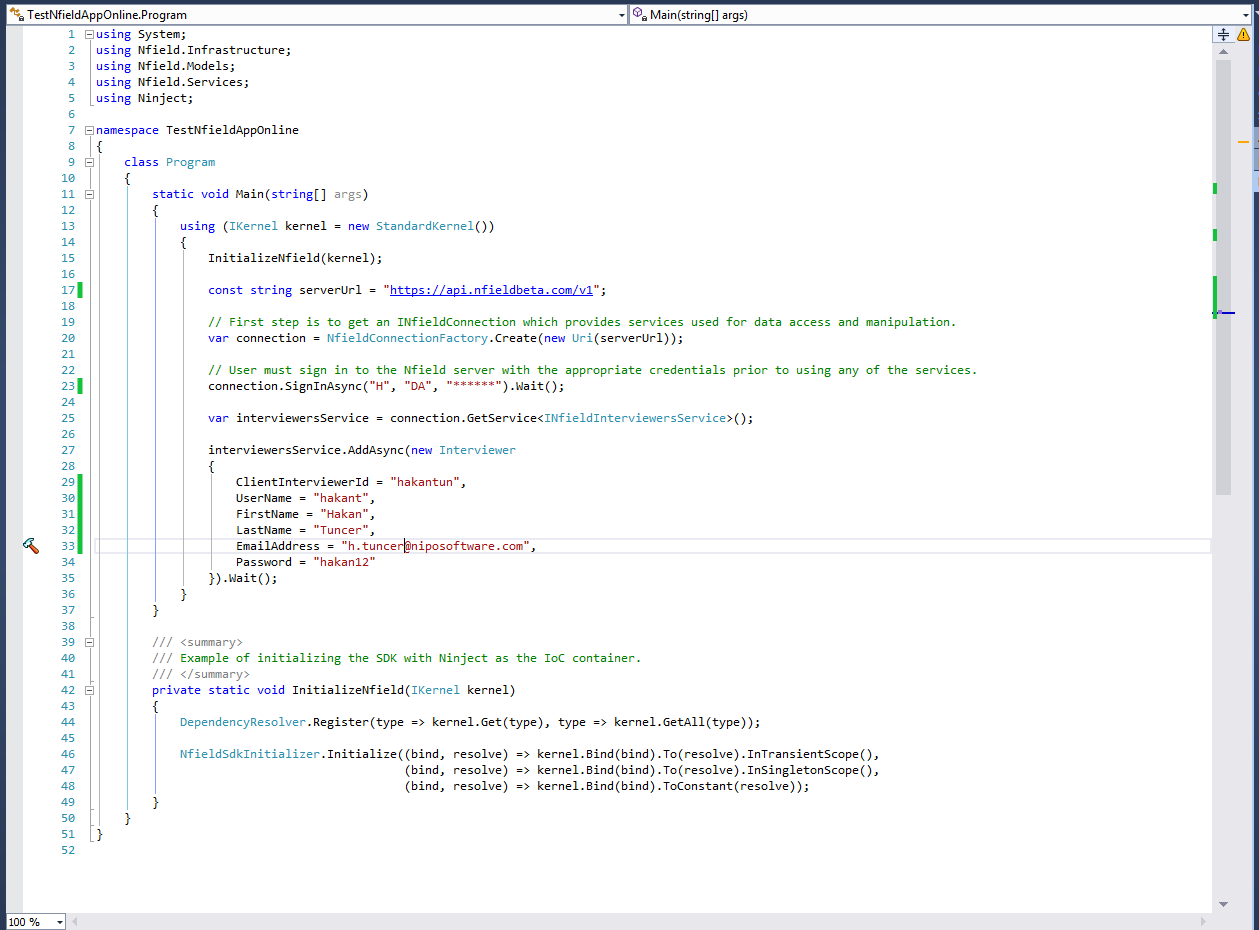 TestNfieldAppOnline.Program
Main(string[] args)
1 using System;
2 using Nfield.Infrastructure;
3 using Nfield.Models;
4 using Nfield.Services;
5 using Ninject;
6
7 namespace TestNfieldAppOnline
8 {
9 class Program
10 {
11 static void Main(string[] args)
12 {
13 using (IKernel kernel = new StandardKernel())
14 {
15 InitializeNfield(kernel);
16
17 const string serverUrl = "https://api.nfieldbeta.com/v1";
18
19 // First step is to get an INfieldConnection which provides services used for data access and manipulation.
20 var connection = NfieldConnectionFactory.Create(new Uri(serverUrl));
21
22 // User must sign in to the Nfield server with the appropriate credentials prior to using any of the services.
23 connection.SignInAsync("H", "DA", "******").Wait();
24
25 var interviewersService = connection.GetService<INfieldInterviewersService>();
26
27 interviewersService.AddAsync(new Interviewer
28 {
29 ClientInterviewerId = "hakantun",
30 UserName = "hakant",
31 FirstName = "Hakan",
32 LastName = "Tuncer",
33 EmailAddress = "h.tuncer@niposoftware.com",
34 Password = "hakan12"
35 }).Wait();
36 }
37 }
38
39 /// <summary>
40 /// Example of initializing the SDK with Ninject as the IoC container.
41 /// </summary>
42 private static void InitializeNfield(IKernel kernel)
43 {
44 DependencyResolver.Register(type => kernel.Get(type), type => kernel.GetAll(type));
45
46 NfieldSdkInitializer.Initialize((bind, resolve) => kernel.Bind(bind).To(resolve).InTransientScope(),
47 (bind, resolve) => kernel.Bind(bind).To(resolve).InSingletonScope(),
48 (bind, resolve) => kernel.Bind(bind).ToConstant(resolve));
49 }
50 }
51 }
52
100 %